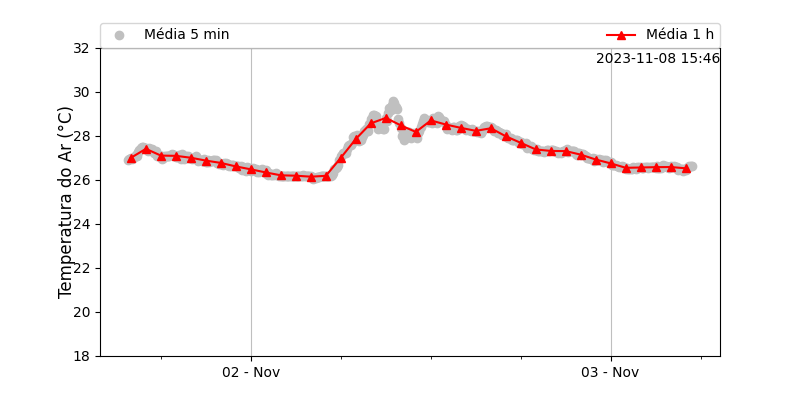 Média 5 min
Média 1 h
2023-11-08 15:46
Temperatura do Ar (°C)
32
30
28
26
24
22
20
18
02 - Nov
03 - Nov